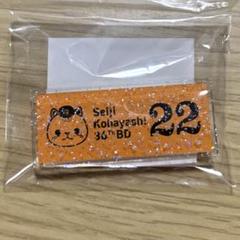 Seiji
Kobayashi
36TH BD
22